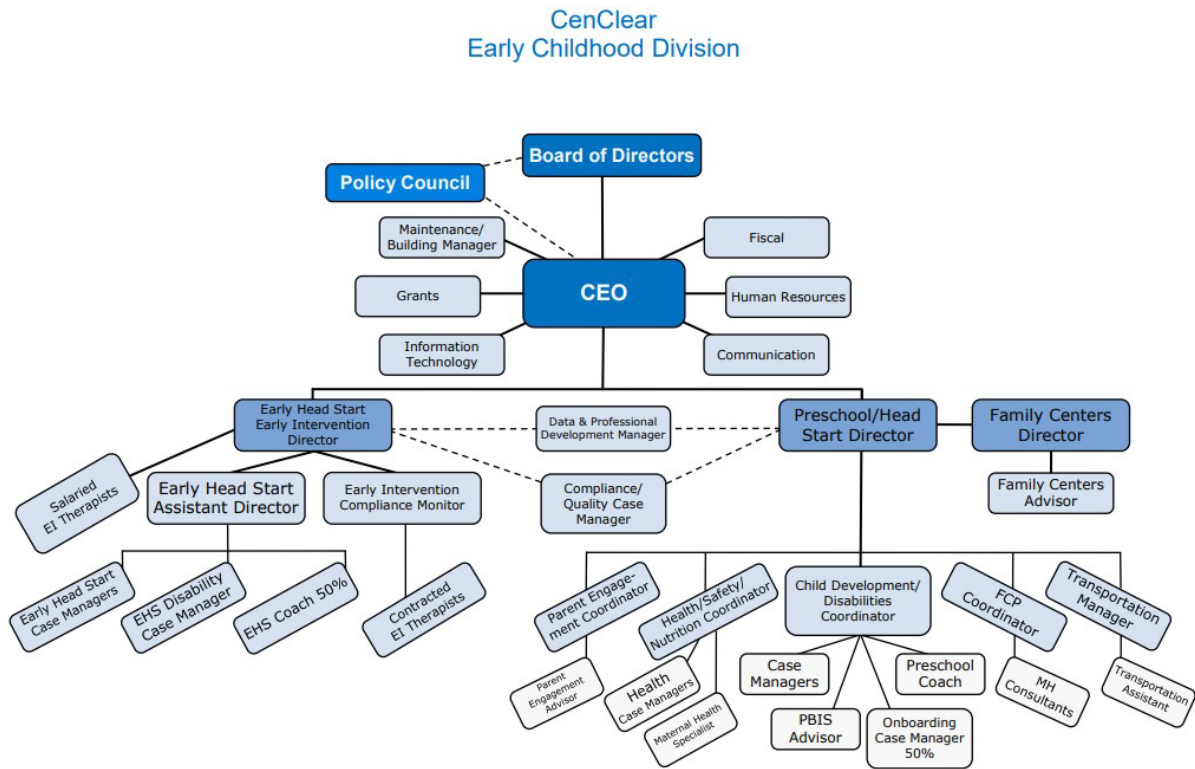 CenClear
Early Childhood Division
Board of Directors
Policy Council
Maintenance/
Building Manager
Fiscal
Grants
CEO
Human Resources
Information
Technology
Communication
Early Head Start
Early Intervention
Director
Data & Professional
Development Manager
Preschool/Head
Start Director
Family Centers
Director
Salaried
EI Therapists
Early Head Start
Assistant Director
Early Intervention
Compliance Monitor
Compliance/
Quality Case
Manager
Family Centers
Advisor
Early Head Start
Case Managers
EHS Disability
Case Manager
EHS Coach 50%
Contracted
EI Therapists
Parent Engage-
ment Coordinator
Health/Safety/
Nutrition Coordinator
Child Development/
Disabilities
Coordinator
FCP
Coordinator
Transportation
Manager
Parent
Engagement
Advisor
Health
Case Managers
Maternal Health
Specialist
Case
Managers
Preschool
Coach
PBIS
Advisor
Onboarding
Case Manager
50%
MH
Consultants
Transportation
Assistant